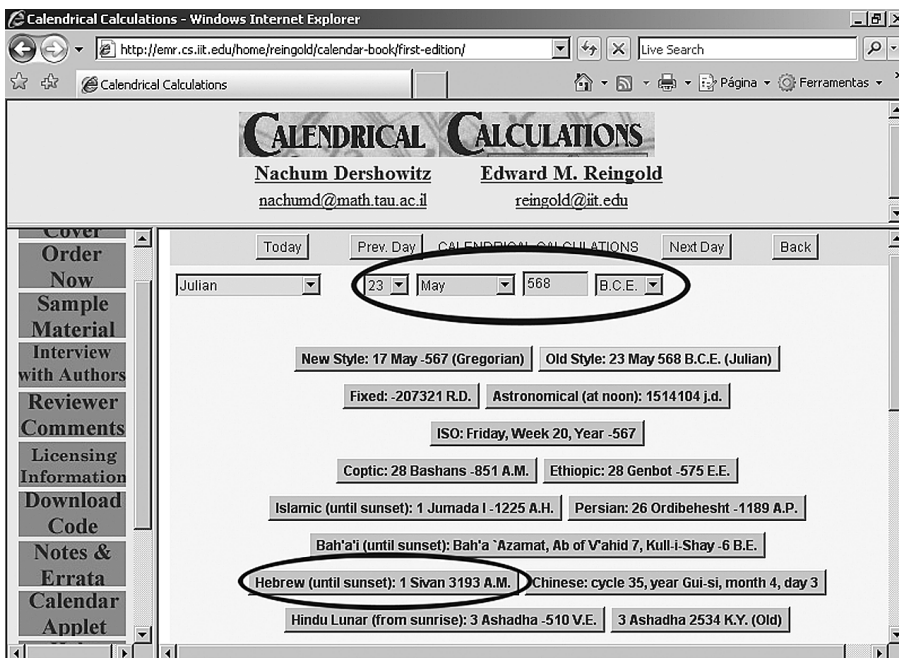 Calendrical Calculations - Windows Internet Explorer
http://emr.cs.iit.edu/home/reingold/calendar-book/first-edition/
Live Search
Calendrical Calculations
Página
Ferramentas
CALENDRICAL CALCULATIONS
Nachum Dershowitz Edward M. Reingold
nachumd@math.tau.ac.il reingold@iit.edu
Cover
Order
Now
Sample
Material
Interview
with Authors
Reviewer
Comments
Licensing
Information
Download
Code
Notes &
Errata
Calendar
Applet
Today Prev. Day CALENDRICAL CALCULATIONS Next Day Back
Julian 23 May 568 B.C.E.
New Style: 17 May -567 (Gregorian) Old Style: 23 May 568 B.C.E. (Julian)
Fixed: -207321 R.D. Astronomical (at noon): 1514104 j.d.
ISO: Friday, Week 20, Year -567
Coptic: 28 Bashans -851 A.M. Ethiopic: 28 Genbot -575 E.E.
Islamic (until sunset): 1 Jumada I -1225 A.H. Persian: 26 Ordibehesht -1189 A.P.
Bah'a'i (until sunset): Bah'a `Azamat, Ab of V'ahid 7, Kull-i-Shay -6 B.E.
Hebrew (until sunset): 1 Sivan 3193 A.M. Chinese: cycle 35, year Gui-si, month 4, day 3
Hindu Lunar (from sunrise): 3 Ashadha -510 V.E. 3 Ashadha 2534 K.Y. (Old)